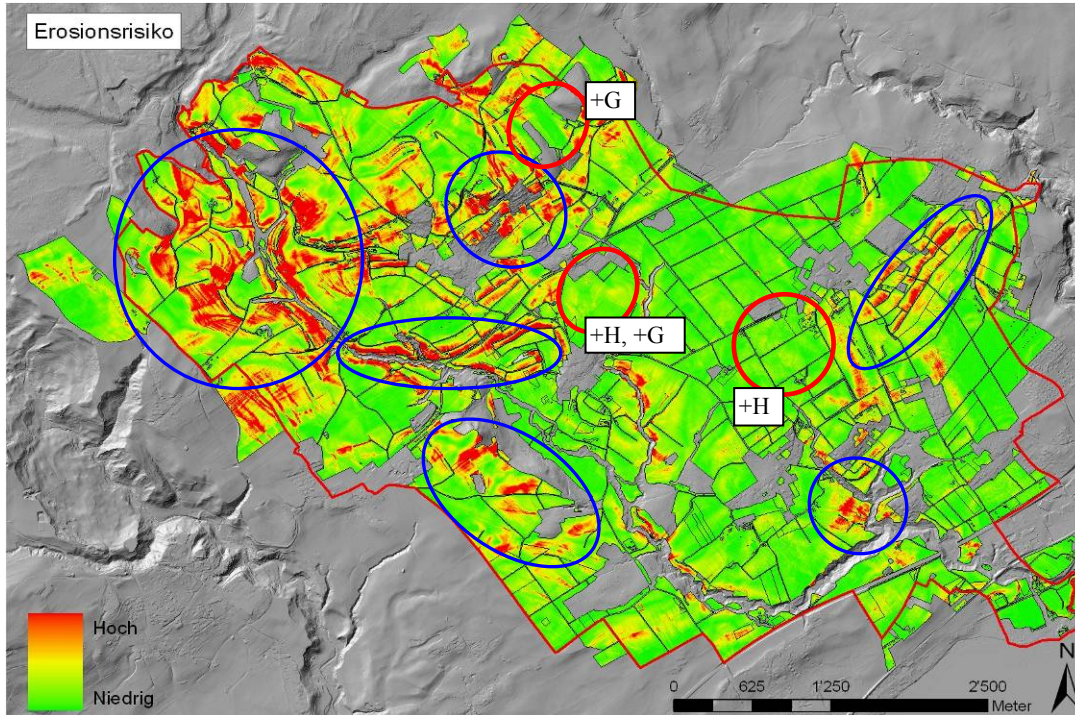 Erosionsrisiko
+G
+H, +G
+H
Hoch
Niedrig
N
0 625 1'250 2'500
Meter